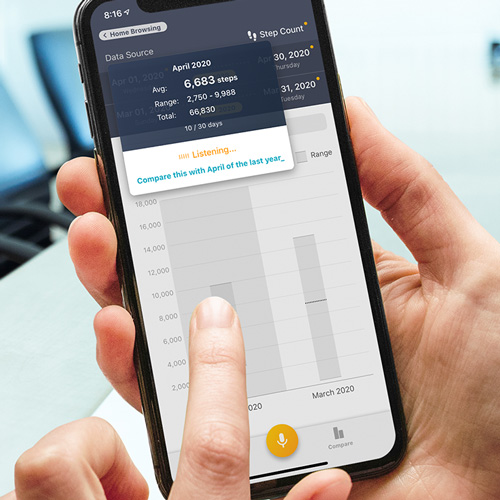 8:16
Home Browsing
Data Source
Step Count
Apr 01, 2020
Apr 30, 2020
Thursday
Mar 01, 2020
Mar 31, 2020
Tuesday
April 2020
Avg: 6,683 steps
Range: 2,750 - 9,988
Total: 66,830
10 / 30 days
Listening...
Compare this with April of the last year_
Range
18,000
16,000
14,000
12,000
10,000
8,000
6,000
4,000
2,000
2020
March 2020
Compare